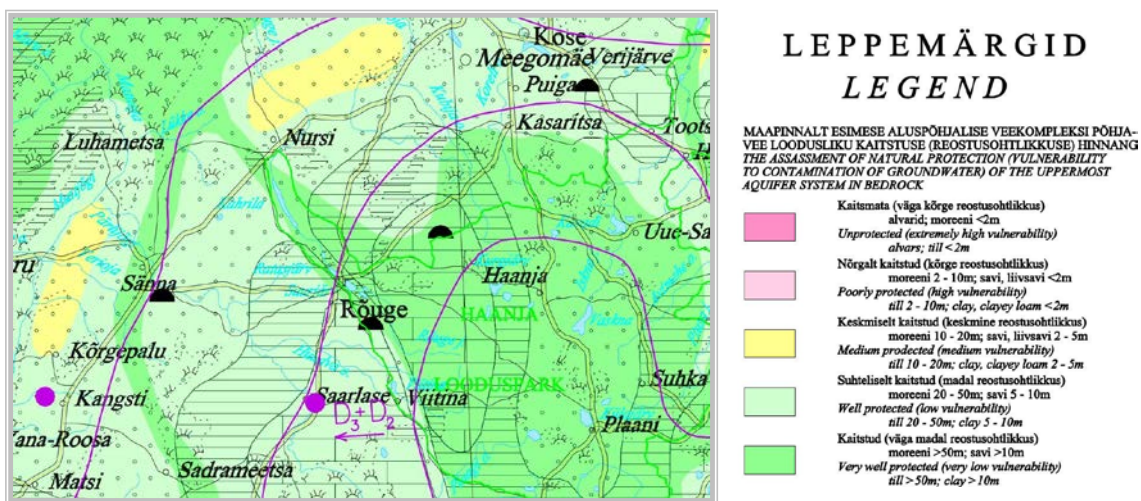 Kose
Meegomäe
Verijärve
Puiga
Kasaritsa
Nursi
Luhametsa
Kahrila
Uue-Sa
Haanja
Sänna
Rõuge
HAANJA
Kõrgepalu
LOODUSPARK
Suhka
Kangsti
Saarlase
Viitina
D3+D2
Plaani
Sadrameetsa
Matsi
LEPPEMÄRGID
LEGEND
MAAPINNALT ESIMESE ALUSPÕHJALISE VEEKOMPLEKSI PÕHJA-
VEE LOODUSLIKU KAITSTUSE (REOSTUSOHTLIKKUSE) HINNANG
THE ASSASSMENT OF NATURAL PROTECTION (VULNERABILITY
TO CONTAMINATION OF GROUNDWATER) OF THE UPPERMOST
AQUIFER SYSTEM IN BEDROCK
Kaitsmata (väga kõrge reostusohtlikkus)
alvarid; moreeni <2m
Unprotected (extremely high vulnerability)
alvars; till <2m
Nõrgalt kaitstud (kõrge reostusohtlikkus)
moreeni 2 - 10m; savi, liivsavi <2m
Poorly protected (high vulnerability)
till 2 - 10m; clay, clayey loam <2m
Keskmiselt kaitstud (keskmine reostusohtlikkus)
moreeni 10 - 20m; savi, liivsavi 2 - 5m
Medium prodected (medium vulnerability)
till 10 - 20m; clay, clayey loam 2 - 5m
Suhteliselt kaitstud (madal reostusohtlikkus)
moreeni 20 - 50m; savi 5 - 10m
Well protected (low vulnerability)
till 20 - 50m; clay 5 - 10m
Kaitstud (väga madal reostusohtlikkus)
moreeni >50m; savi >10m
Very well protected (very low vulnerability)
till > 50m; clay > 10m